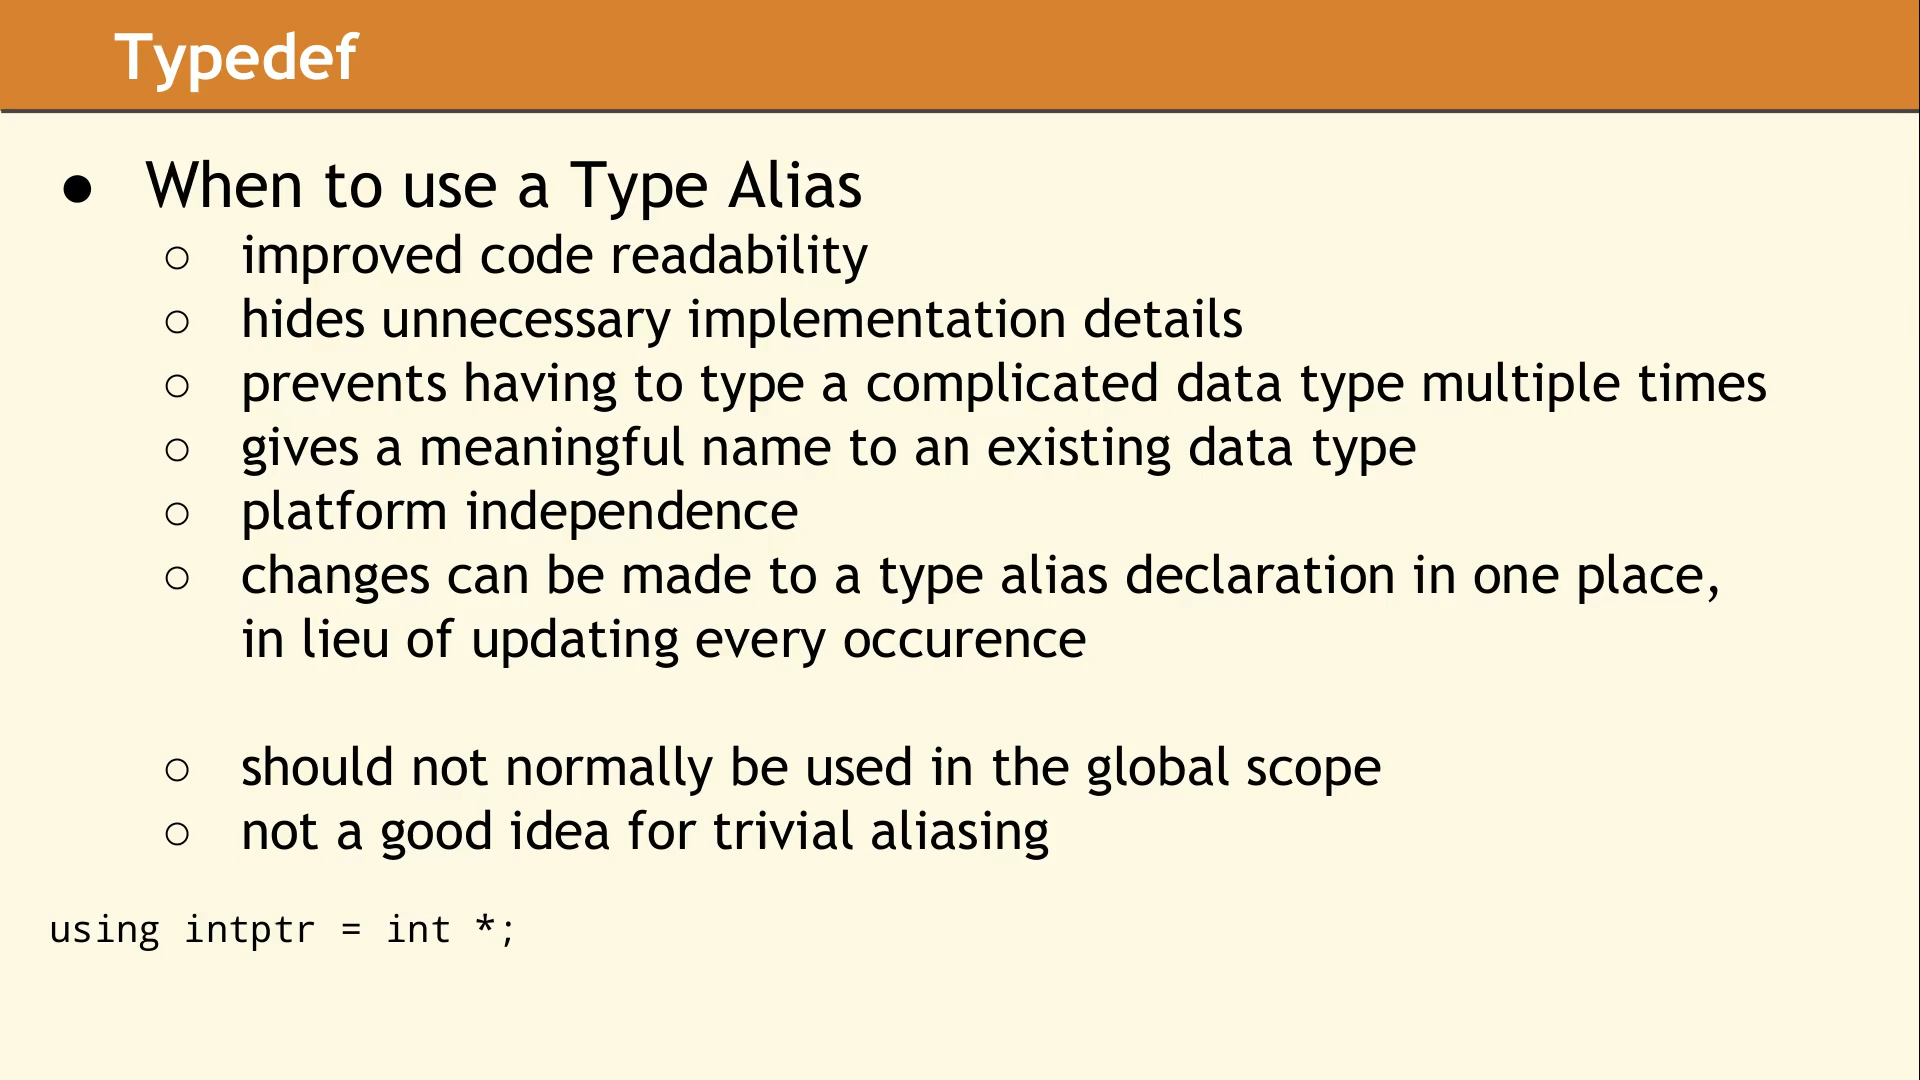 Typedef
● When to use a Type Alias
○ improved code readability
○ hides unnecessary implementation details
○ prevents having to type a complicated data type multiple times
○ gives a meaningful name to an existing data type
○ platform independence
○ changes can be made to a type alias declaration in one place,
in lieu of updating every occurence
○ should not normally be used in the global scope
○ not a good idea for trivial aliasing
using intptr = int *;